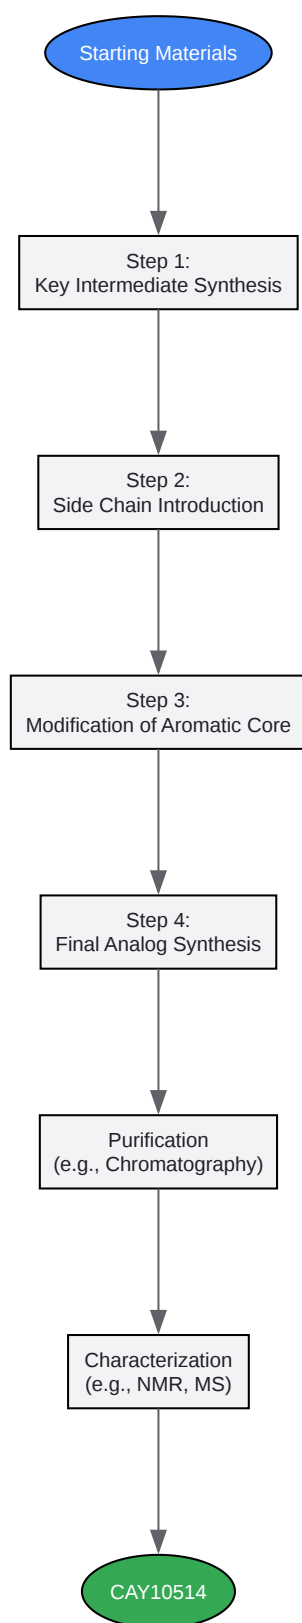 Starting Materials
Step 1:
Key Intermediate Synthesis
Step 2:
Side Chain Introduction
Step 3:
Modification of Aromatic Core
Step 4:
Final Analog Synthesis
Purification
(e.g., Chromatography)
Characterization
(e.g., NMR, MS)
CAY10514